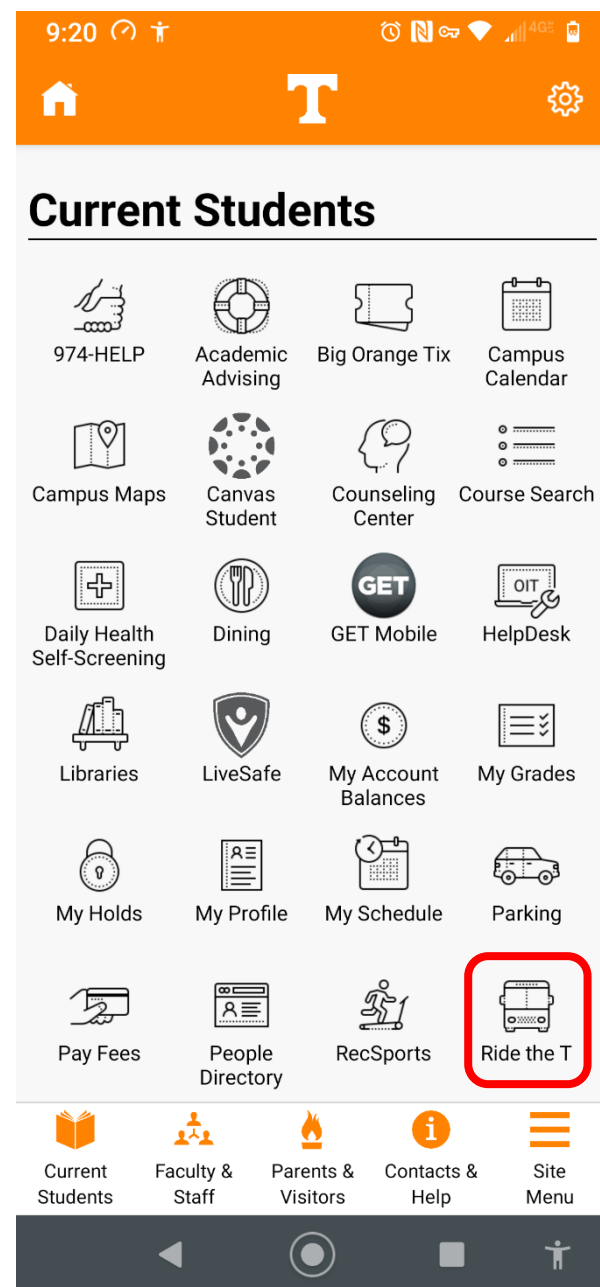 9:20
4GE
T
Current Students
974-HELP
Academic
Advising
Big Orange Tix
Campus
Calendar
Campus Maps
Canvas
Student
Counseling
Center
Course Search
Daily Health
Self-Screening
Dining
GET
GET Mobile
OIT
HelpDesk
Libraries
LiveSafe
$
My Account
Balances
My Grades
My Holds
My Profile
My Schedule
Parking
Pay Fees
People
Directory
RecSports
Ride the T
Current
Students
Faculty &
Staff
Parents &
Visitors
i
Contacts &
Help
Site
Menu